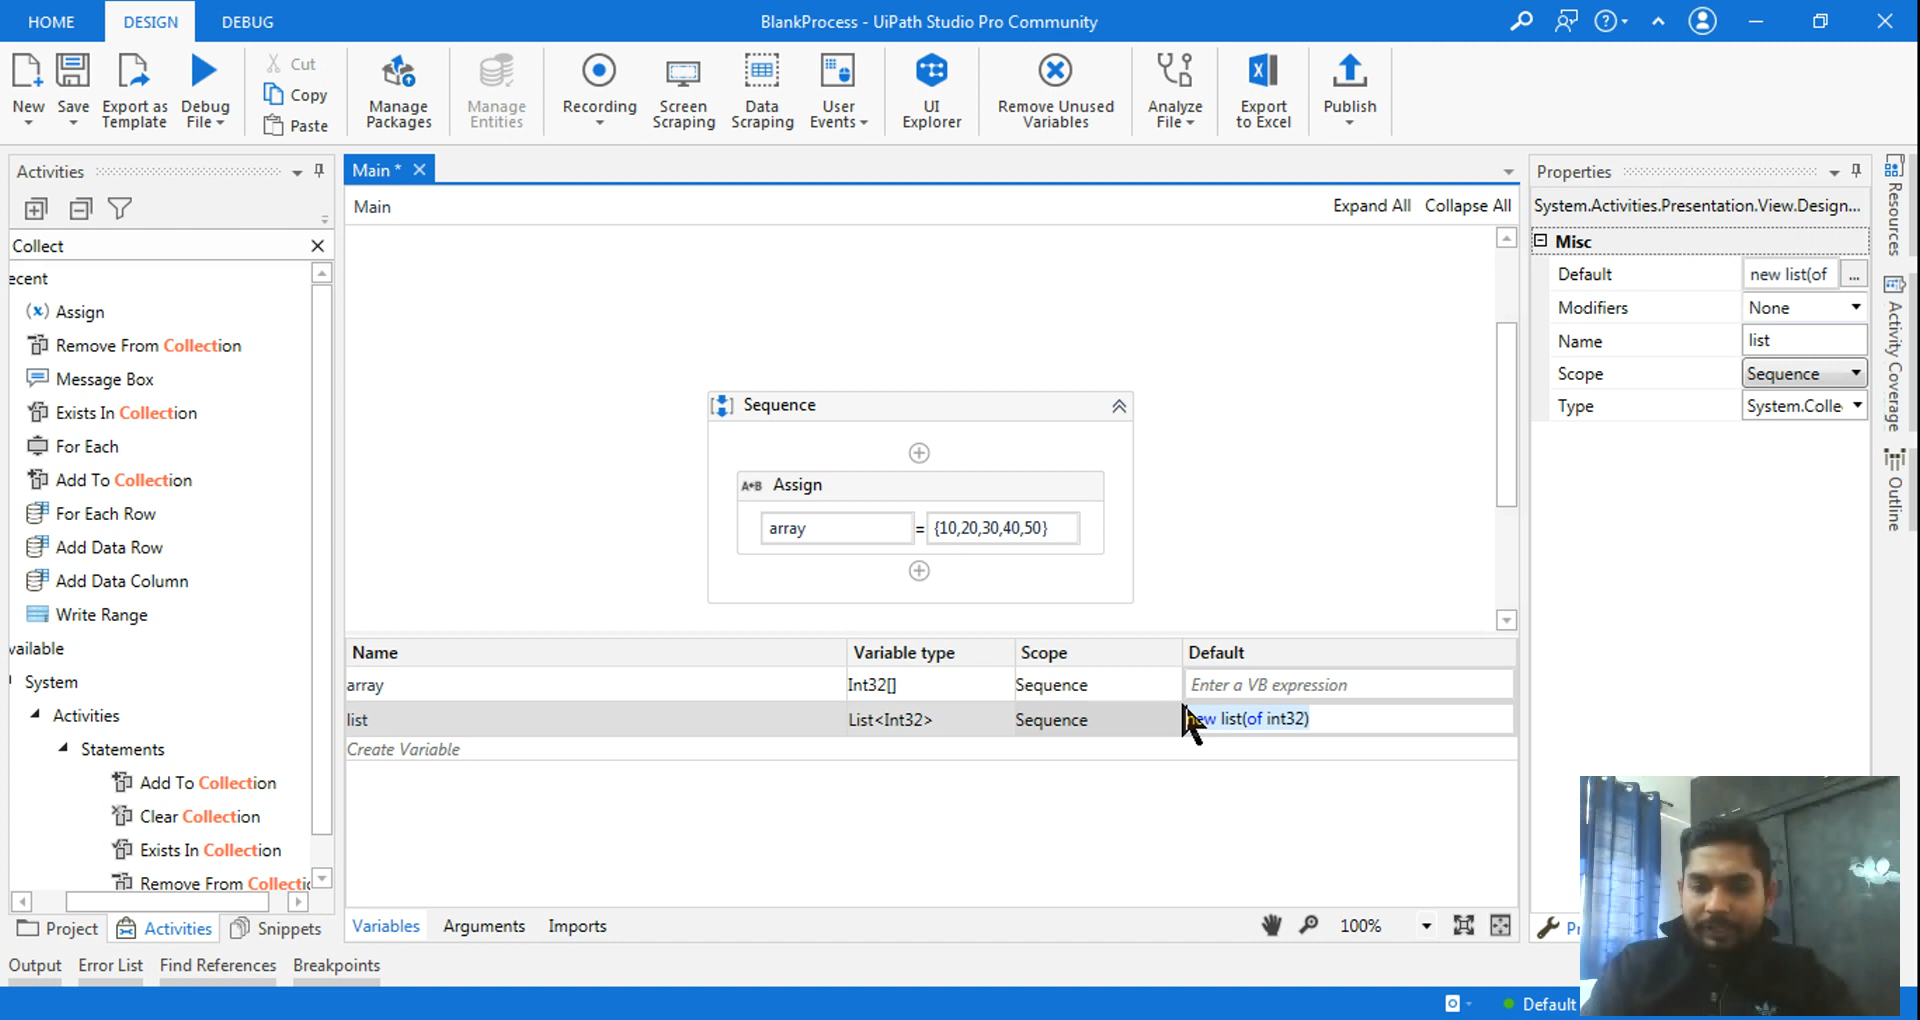 HOME DESIGN DEBUG BlankProcess - UiPath Studio Pro Community
New Save Export as Template Debug File Cut Copy Paste Manage Packages Manage Entities Recording Screen Scraping Data Scraping User Events UI Explorer Remove Unused Variables Analyze File Export to Excel Publish
Activities
Collect
ecent
Assign
Remove From Collection
Message Box
Exists In Collection
For Each
Add To Collection
For Each Row
Add Data Row
Add Data Column
Write Range
vailable
System
Activities
Statements
Add To Collection
Clear Collection
Exists In Collection
Remove From Collecti
Project Activities Snippets
Main *
Main Expand All Collapse All
Sequence
A+B Assign
array = {10,20,30,40,50}
Name Variable type Scope Default
array Int32[] Sequence Enter a VB expression
list List<Int32> Sequence new list(of int32)
Create Variable
Variables Arguments Imports 100%
Properties
System.Activities.Presentation.View.Design...
Misc
Default new list(of ...
Modifiers None
Name list
Scope Sequence
Type System.Colle
Pr
Resources
Activity Coverage
Outline
Output Error List Find References Breakpoints
Default